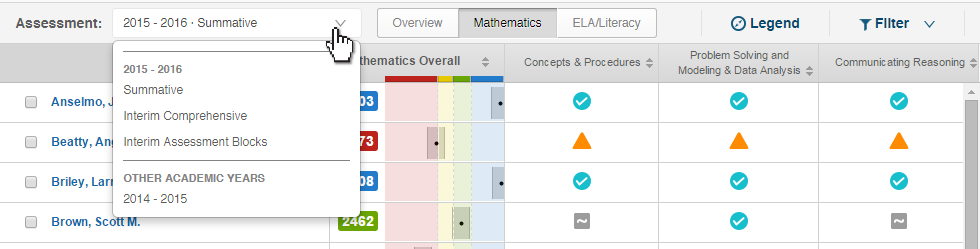 Assessment: 2015 - 2016 · Summative Overview Mathematics ELA/Literacy Legend Filter
2015 - 2016
Summative
Interim Comprehensive
Interim Assessment Blocks
OTHER ACADEMIC YEARS
2014 - 2015
Overall
Concepts & Procedures
Problem Solving and
Modeling & Data Analysis
Communicating Reasoning
Anselmo, J
03
Beatty, An
73
Briley, Lar
08
Brown, Scott M.
2462